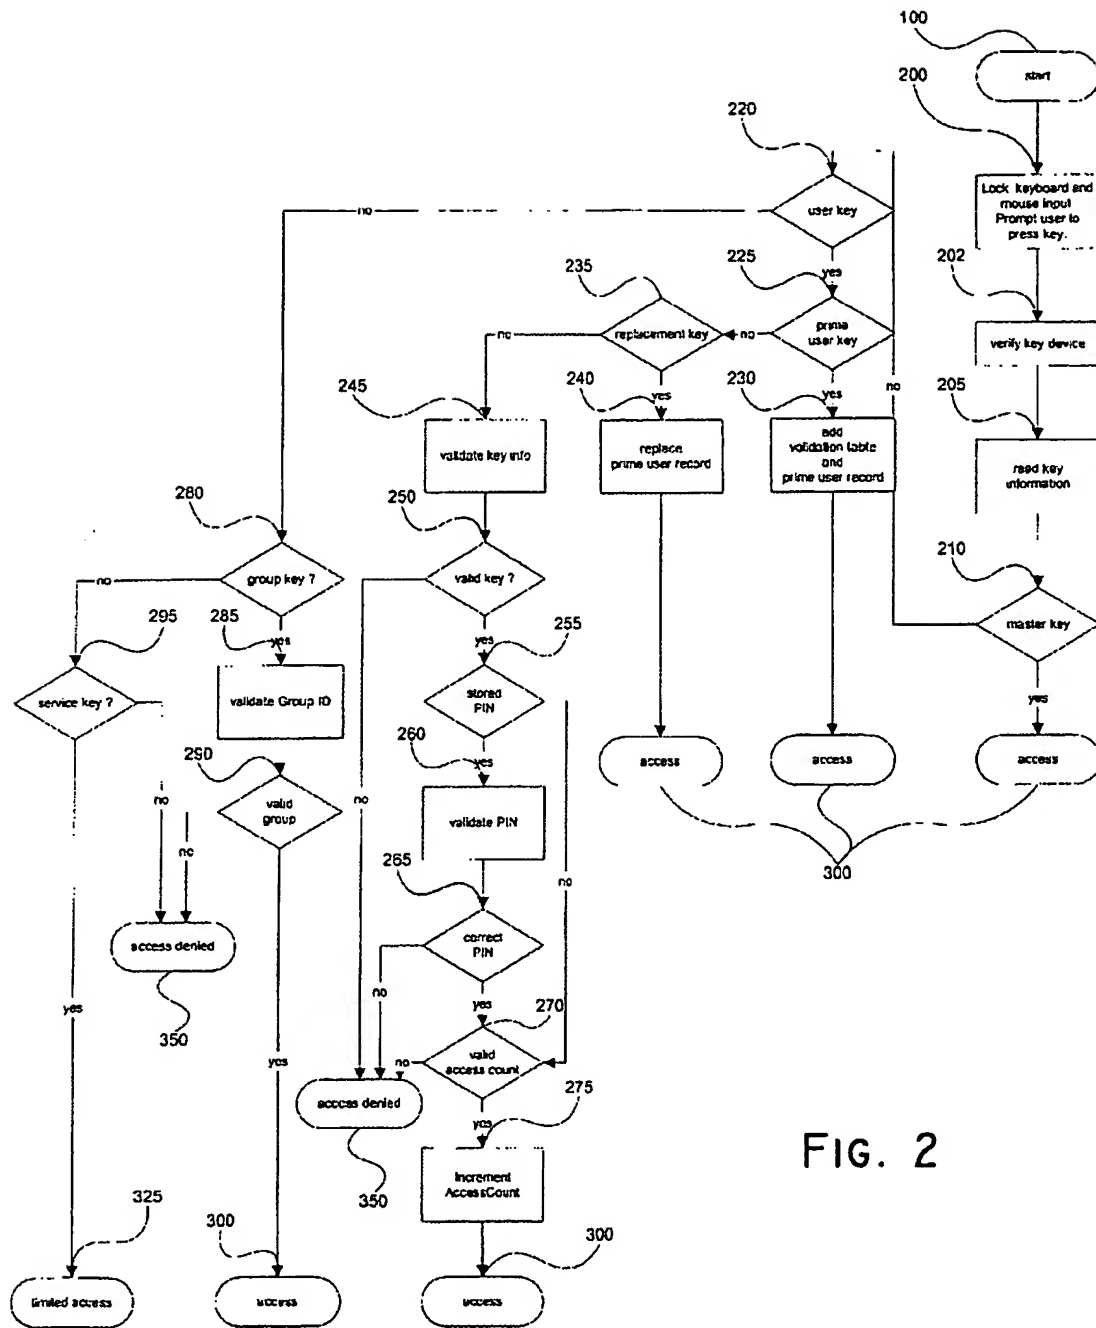 100
start
200
220
Lock keyboard and
mouse input
Prompt user to
press key.
user key
no
202
235
225
yes
replacement key
no
prime
user key
verify key device
no
no
245
240
yes
230
yes
205
validate key info
replace
prime user record
add
validation table
and
prime user record
read key
information
280
250
210
group key ?
no
valid key ?
master key
295
285
yes
yes
255
service key ?
validate Group ID
stored
PIN
yes
260
yes
290
access
access
access
no
valid
group
no
validate PIN
no
265
300
no
correct
PIN
access denied
no
yes
270
yes
350
yes
valid
access count
no
access denied
yes
275
350
Increment
AccessCount
FIG. 2
325
300
300
limited access
access
access